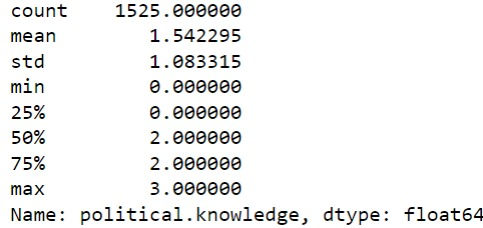 count    1525.000000
mean        1.542295
std         1.083315
min         0.000000
25%         0.000000
50%         2.000000
75%         2.000000
max         3.000000
Name: political.knowledge, dtype: float64